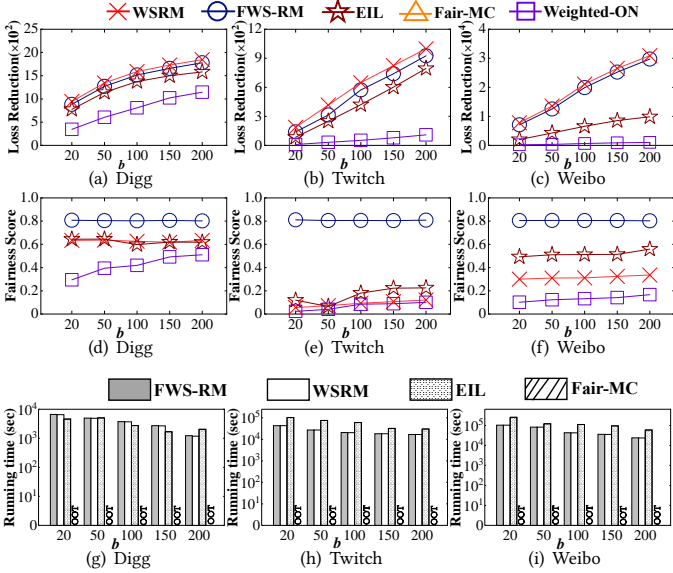 WSRM FWS-RM EIL Fair-MC Weighted-ON
Loss Reduction(×10²)
25
20
15
10
5
0
20 50 100 150 200
b
(a) Digg
Loss Reduction(×10²)
12
9
6
3
0
20 50 100 150 200
b
(b) Twitch
Loss Reduction(×10²)
4
3
2
1
0
20 50 100 150 200
b
(c) Weibo
Fairness Score
1.0
0.8
0.6
0.4
0.2
0
20 50 100 150 200
b
(d) Digg
Fairness Score
1.0
0.8
0.6
0.4
0.2
0
20 50 100 150 200
b
(e) Twitch
Fairness Score
1.0
0.8
0.6
0.4
0.2
0
20 50 100 150 200
b
(f) Weibo
FWS-RM WSRM EIL Fair-MC
Running time (sec)
10⁴
10³
10²
10¹
0
OOT OOT OOT OOT OOT
20 50 100 150 200
b
(g) Digg
Running time (sec)
10⁵
10⁴
10³
10²
10¹
0
OOT OOT OOT OOT OOT
20 50 100 150 200
b
(h) Twitch
Running time (sec)
10⁵
10⁴
10³
10²
10¹
0
OOT OOT OOT OOT OOT
20 50 100 150 200
b
(i) Weibo